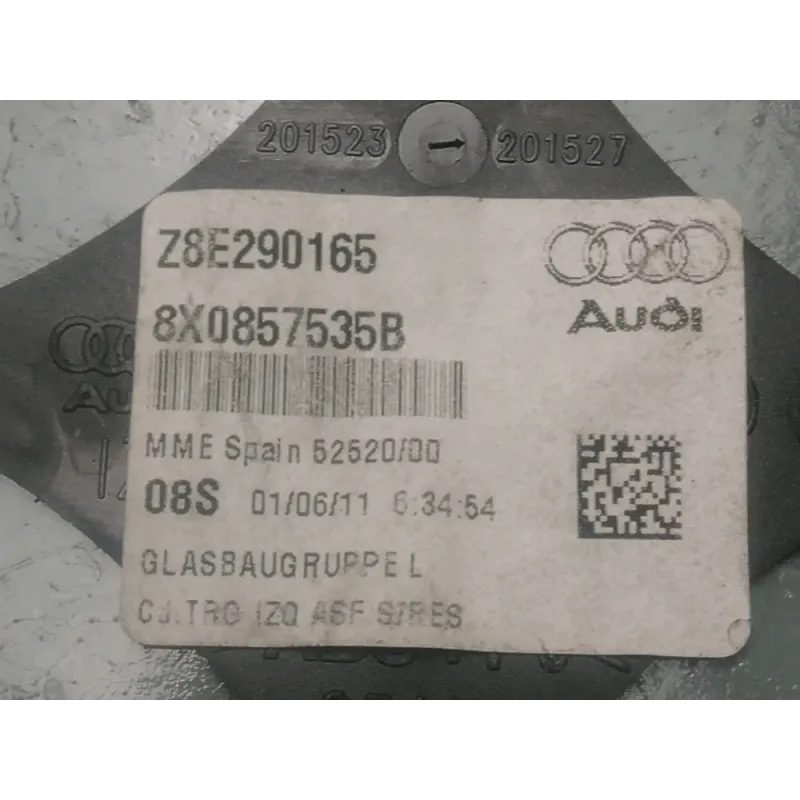 201523 201527
Z8E290165
8X0857535B
Audi
Au
MME Spain 52520/00
08S 01/06/11 6:34:54
GLASBAUGRUPPE L
CJ.TRG IZQ ASF S/RES